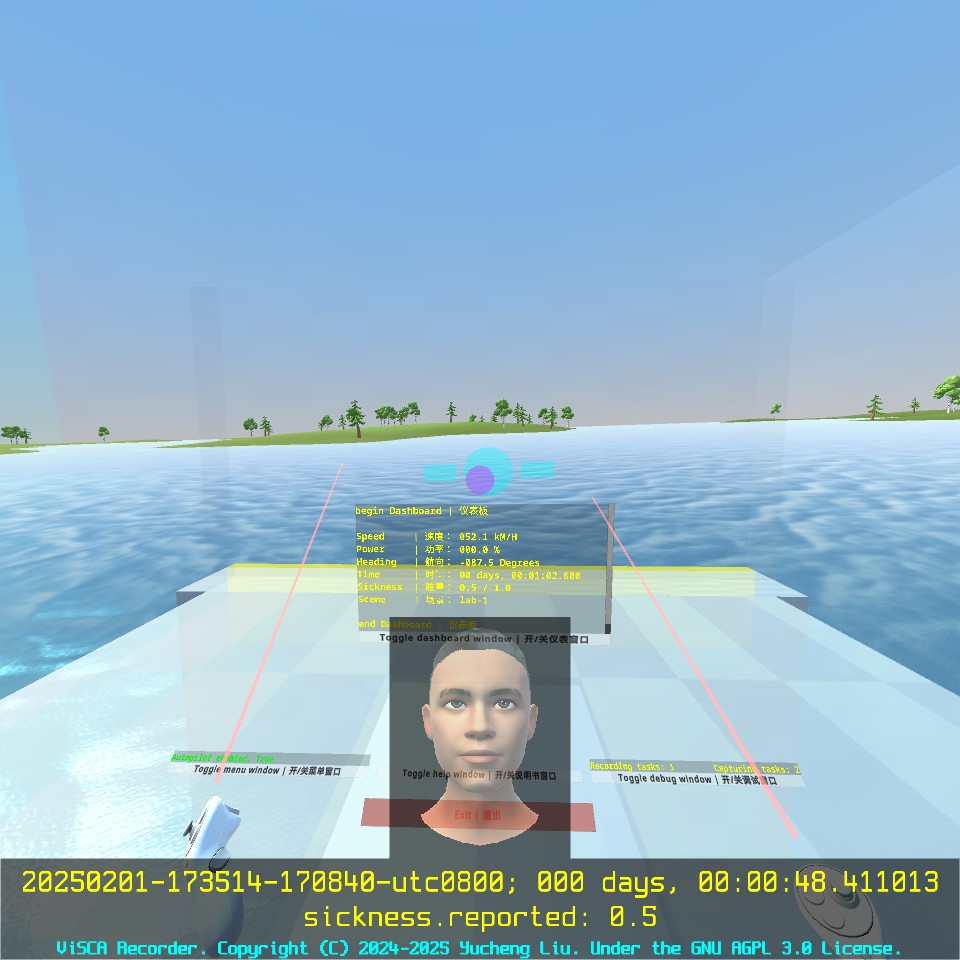 begin Dashboard | 仪表板
Speed | 速度: 052.1 kM/H
Power | 功率: 000.0 %
Heading | 航向: -087.5 Degrees
Time | 时 : 00 days, 00:01:02.800
Sickness | 眩晕: 0.5 / 1.0
Scene | 场景: lab-1
end Dashboard | 仪表板
Toggle dashboard window | 开/关仪表窗口
Autopilot enabled: True
Toggle menu window | 开/关菜单窗口
Toggle help window | 开/关说明书窗口
Recording tasks: 1 Capturing tasks: 2
Toggle debug window | 开/关调试窗口
Exit | 退出
20250201-173514-170840-utc0800; 000 days, 00:00:48.411013
sickness.reported: 0.5
ViSCA Recorder. Copyright (C) 2024-2025 Yucheng Liu. Under the GNU AGPL 3.0 License.